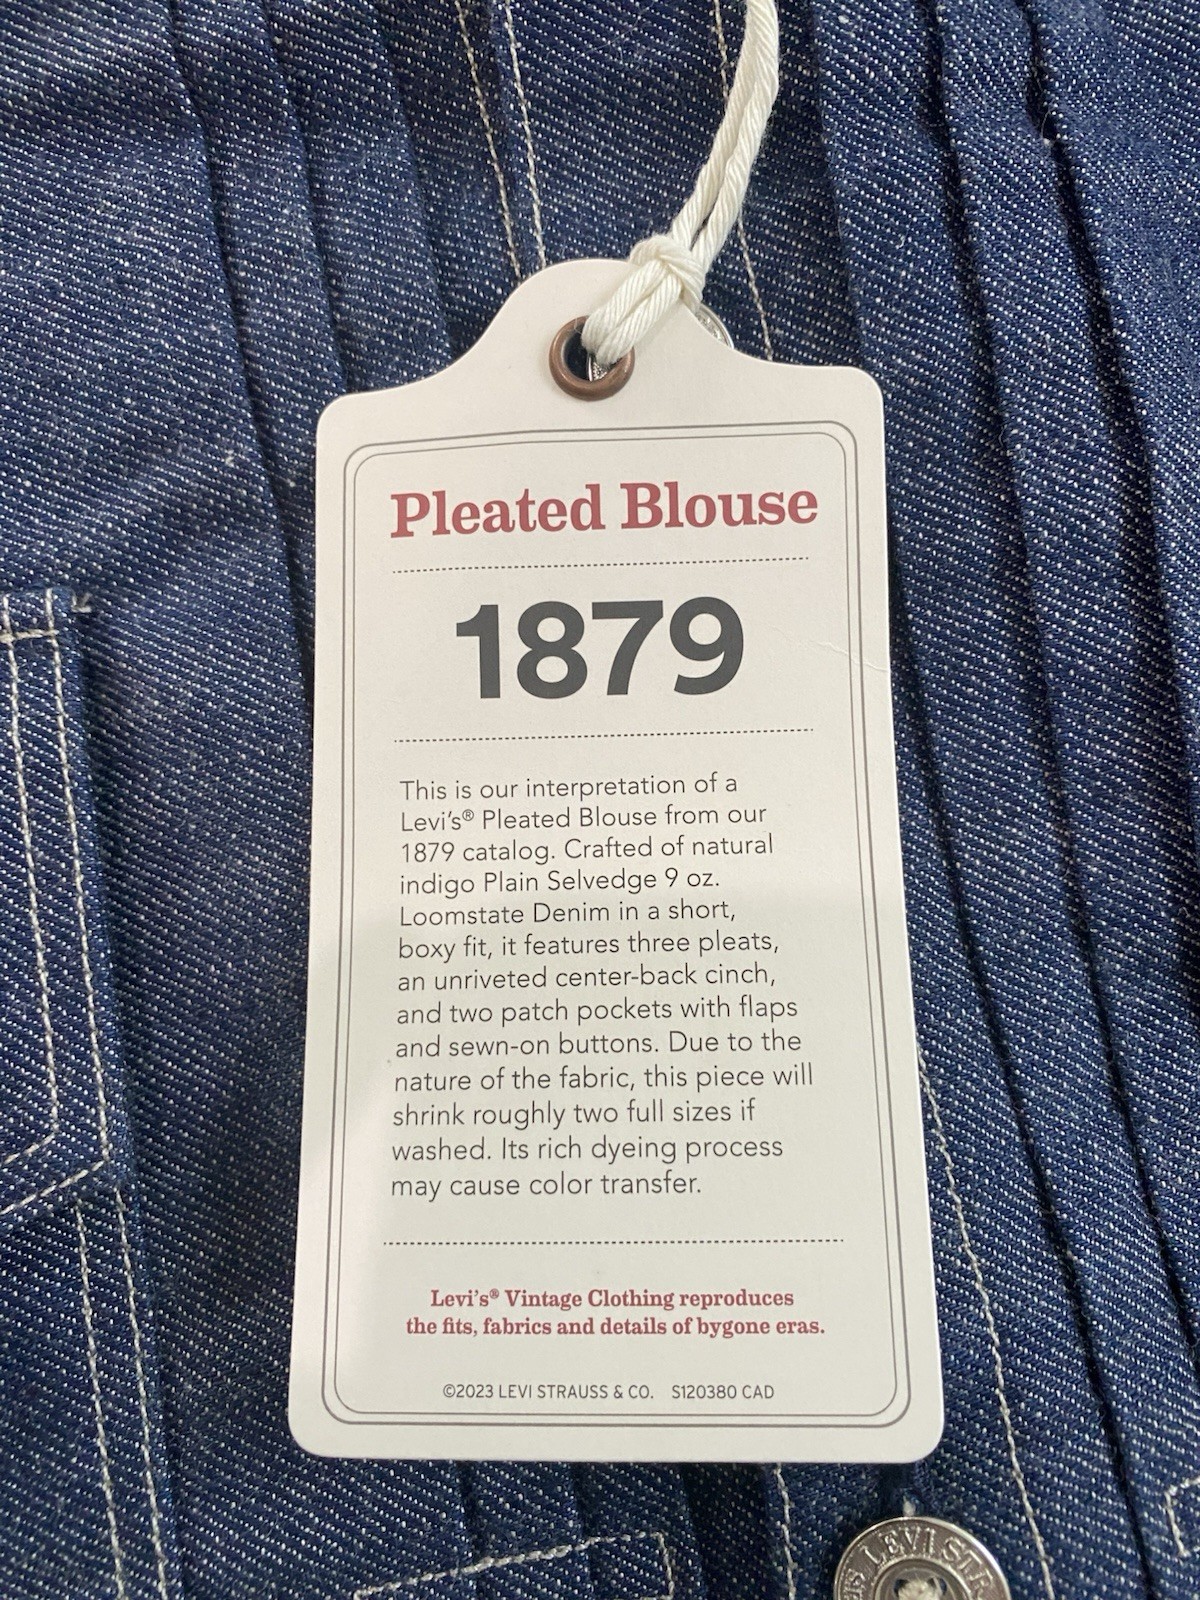 Pleated Blouse
1879
This is our interpretation of a
Levi's® Pleated Blouse from our
1879 catalog. Crafted of natural
indigo Plain Selvedge 9 oz.
Loomstate Denim in a short,
boxy fit, it features three pleats,
an unriveted center-back cinch,
and two patch pockets with flaps
and sewn-on buttons. Due to the
nature of the fabric, this piece will
shrink roughly two full sizes if
washed. Its rich dyeing process
may cause color transfer.
Levi's® Vintage Clothing reproduces
the fits, fabrics and details of bygone eras.
©2023 LEVI STRAUSS & CO. S120380 CAD
LEVI STR